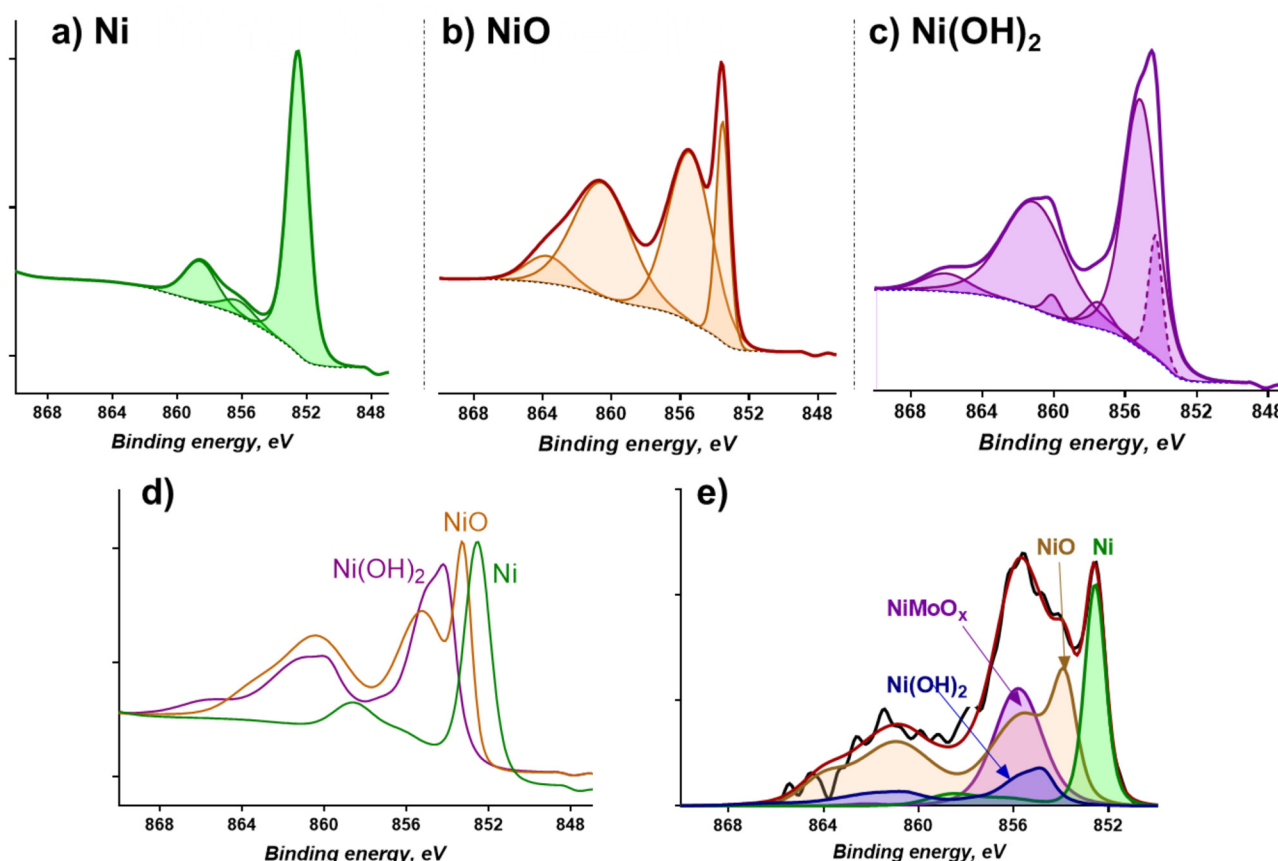 a) Ni
b) NiO
c) Ni(OH)2
868 864 860 856 852 848
868 864 860 856 852 848
868 864 860 856 852 848
Binding energy, eV
Binding energy, eV
Binding energy, eV
d)
NiO
Ni(OH)2
Ni
868 860 856 852 848
Binding energy, eV
e)
NiO
Ni
NiMoOx
Ni(OH)2
868 864 860 856 852
Binding energy, eV